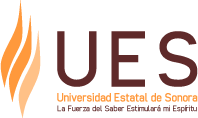 UES
Universidad Estatal de Sonora
La Fuerza del Saber Estimulará mi Espíritu